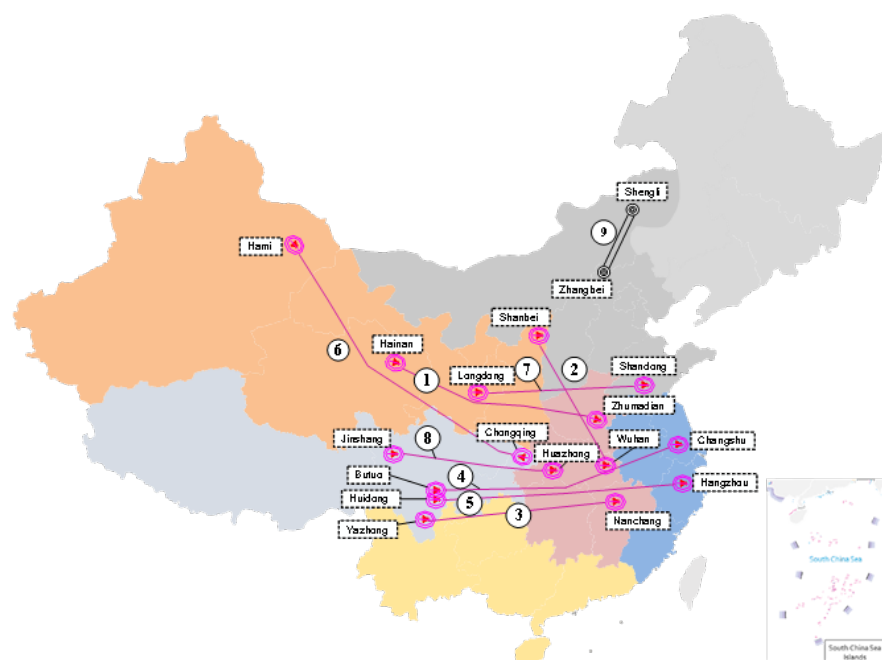 Shengli
9
Hami
Zhangbei
Shanbei
Hainan
6
1
7
2
Shandong
Longdong
Zhumadian
Chongqing
Wuhan
Changshu
Jinshang
8
Huazhong
Butuo
4
Hangzhou
Huidong
5
Yazhong
3
Nanchang
South China Sea
South China Sea
Islands